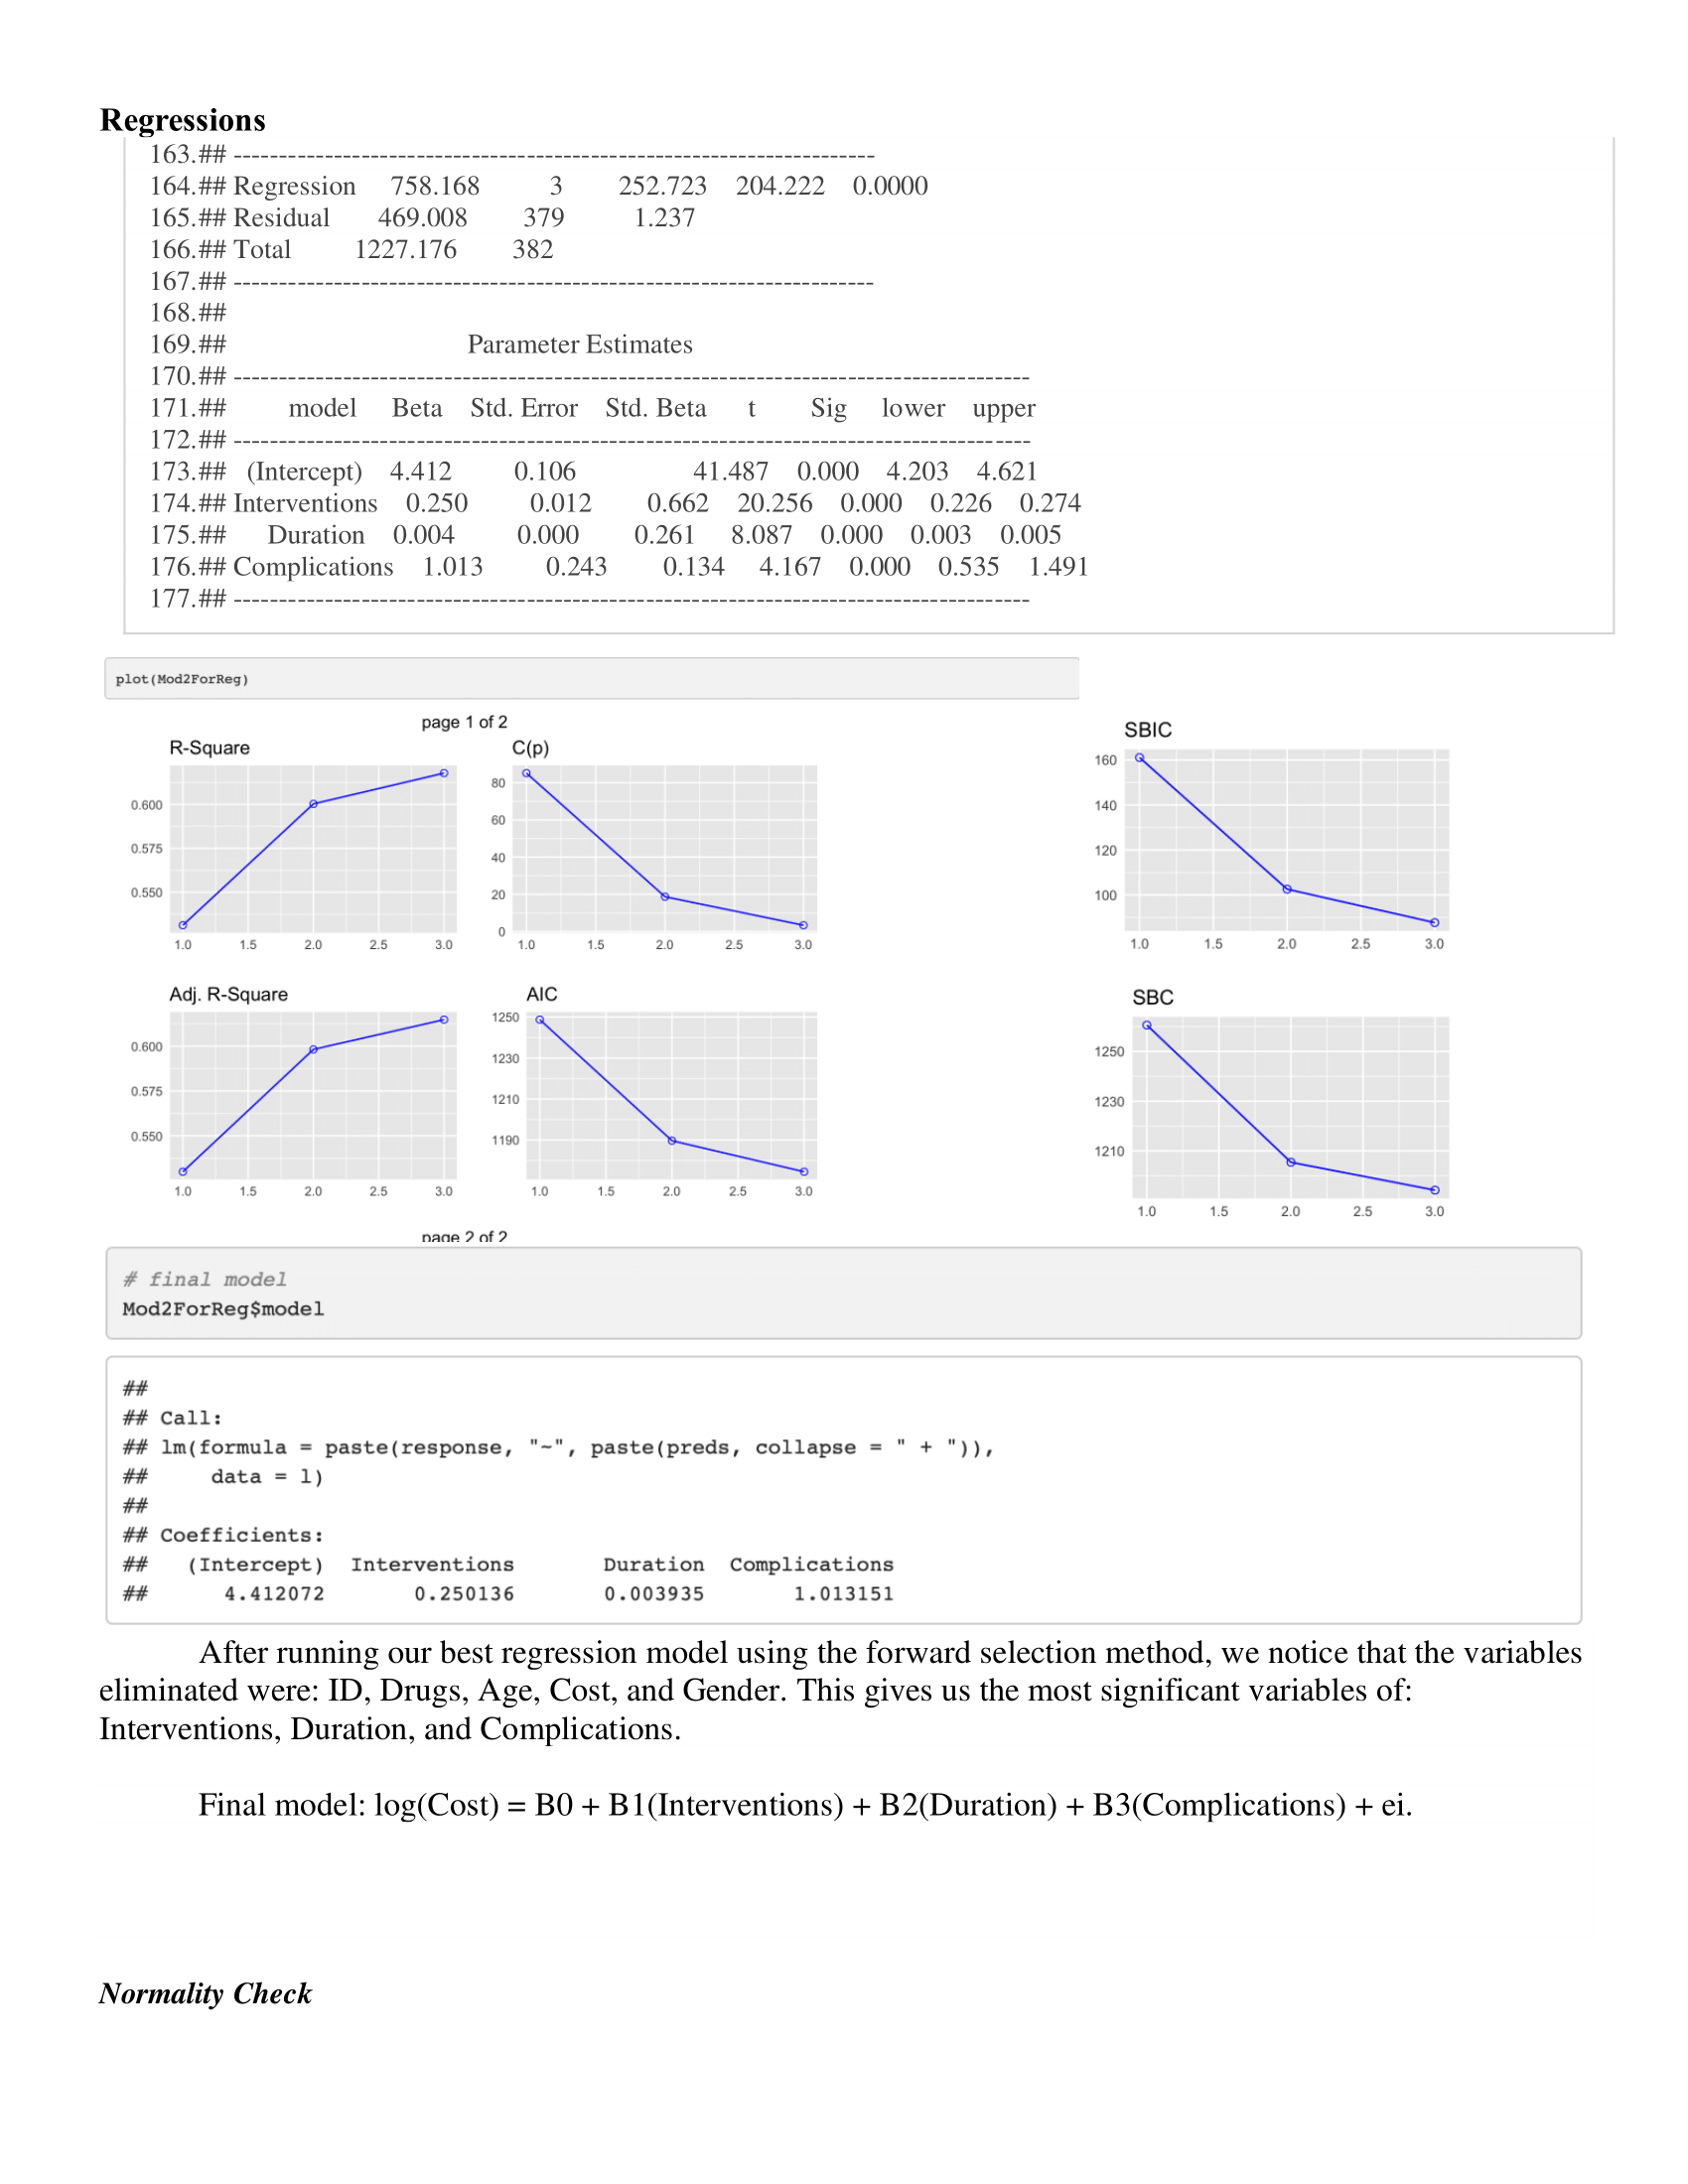 Regressions
163.## ----------------------------------------------------------------------
164.## Regression 758.168 3 252.723 204.222 0.0000
165.## Residual 469.008 379 1.237
166.## Total 1227.176 382
167.## ----------------------------------------------------------------------
168.##
169.## Parameter Estimates
170.## ----------------------------------------------------------------------------------------
171.## model Beta Std. Error Std. Beta t Sig lower upper
172.## ----------------------------------------------------------------------------------------
173.## (Intercept) 4.412 0.106 41.487 0.000 4.203 4.621
174.## Interventions 0.250 0.012 0.662 20.256 0.000 0.226 0.274
175.## Duration 0.004 0.000 0.261 8.087 0.000 0.003 0.005
176.## Complications 1.013 0.243 0.134 4.167 0.000 0.535 1.491
177.## ----------------------------------------------------------------------------------------
plot(Mod2ForReg)
page 1 of 2
R-Square
0.600
0.575
0.550
1.0 1.5 2.0 2.5 3.0
C(p)
80
60
40
20
0
1.0 1.5 2.0 2.5 3.0
SBIC
160
140
120
100
1.0 1.5 2.0 2.5 3.0
Adj. R-Square
0.600
0.575
0.550
1.0 1.5 2.0 2.5 3.0
AIC
1250
1230
1210
1190
1.0 1.5 2.0 2.5 3.0
SBC
1250
1230
1210
1.0 1.5 2.0 2.5 3.0
page 2 of 2
# final model
Mod2ForReg$model
##
## Call:
## lm(formula = paste(response, "~", paste(preds, collapse = " + ")),
## data = l)
##
## Coefficients:
## (Intercept) Interventions Duration Complications
## 4.412072 0.250136 0.003935 1.013151
After running our best regression model using the forward selection method, we notice that the variables
eliminated were: ID, Drugs, Age, Cost, and Gender. This gives us the most significant variables of:
Interventions, Duration, and Complications.
Final model: log(Cost) = B0 + B1(Interventions) + B2(Duration) + B3(Complications) + ei.
Normality Check